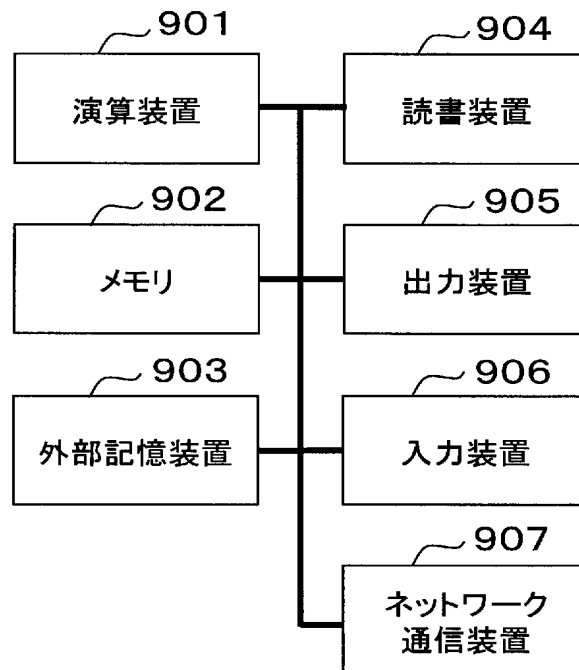 901
演算装置
902
メモリ
903
外部記憶装置
904
読書装置
905
出力装置
906
入力装置
907
ネットワーク
通信装置